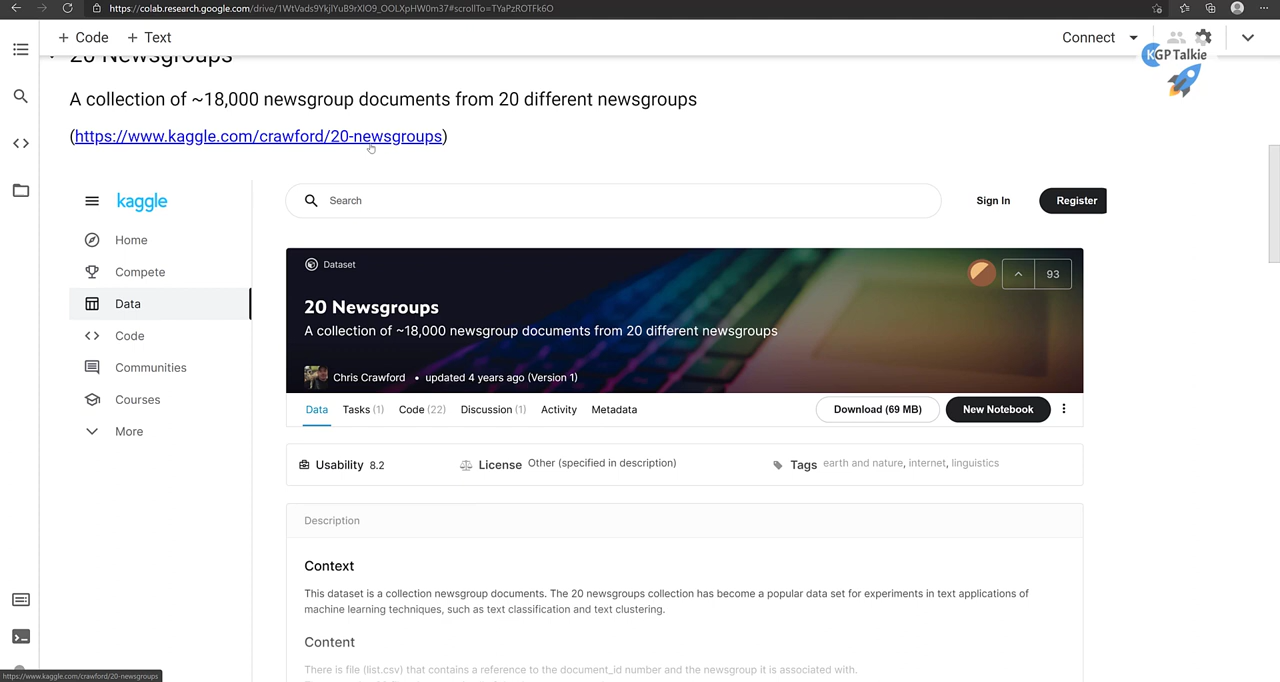 https://colab.research.google.com/drive/1WtVads9YkjlYuB9rXlO9_OOLXpHW0m37#scrollTo=TYaPzROTFk6O
+ Code + Text
Connect
KGP Talkie
20 Newsgroups
A collection of ~18,000 newsgroup documents from 20 different newsgroups
(https://www.kaggle.com/crawford/20-newsgroups)
kaggle
Search
Sign In
Register
Home
Compete
Data
Code
Communities
Courses
More
Dataset
93
20 Newsgroups
A collection of ~18,000 newsgroup documents from 20 different newsgroups
Chris Crawford • updated 4 years ago (Version 1)
Data Tasks (1) Code (22) Discussion (1) Activity Metadata
Download (69 MB)
New Notebook
Usability 8.2
License Other (specified in description)
Tags earth and nature, internet, linguistics
Description
Context
This dataset is a collection newsgroup documents. The 20 newsgroups collection has become a popular data set for experiments in text applications of
machine learning techniques, such as text classification and text clustering.
Content
There is file (list.csv) that contains a reference to the document_id number and the newsgroup it is associated with.
https://www.kaggle.com/crawford/20-newsgroups